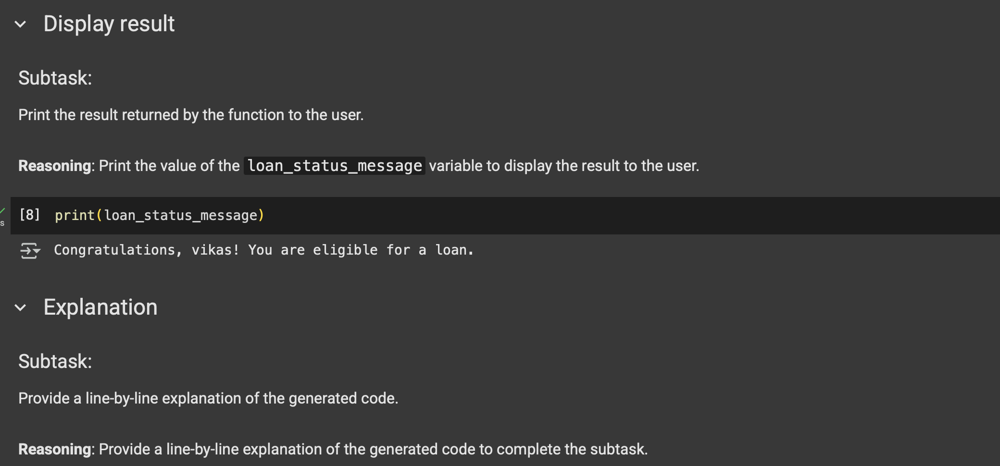 Display result
Subtask:
Print the result returned by the function to the user.
Reasoning: Print the value of the loan_status_message variable to display the result to the user.
[8] print(loan_status_message)
s
Congratulations, vikas! You are eligible for a loan.
Explanation
Subtask:
Provide a line-by-line explanation of the generated code.
Reasoning: Provide a line-by-line explanation of the generated code to complete the subtask.